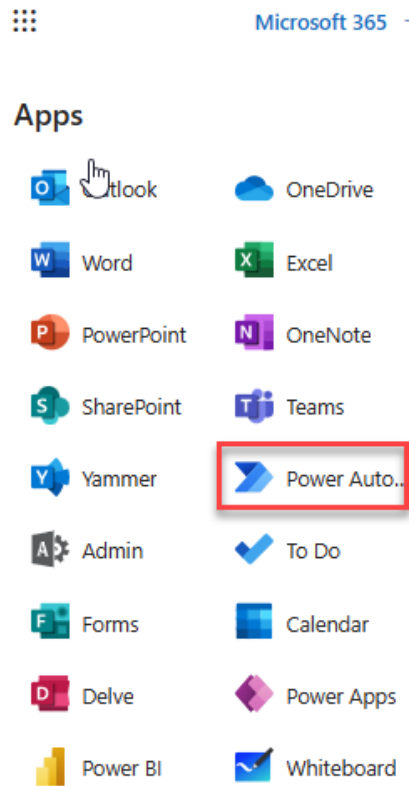 Microsoft 365
Apps
Outlook OneDrive
Word Excel
PowerPoint OneNote
SharePoint Teams
Yammer Power Auto..
Admin To Do
Forms Calendar
Delve Power Apps
Power BI Whiteboard